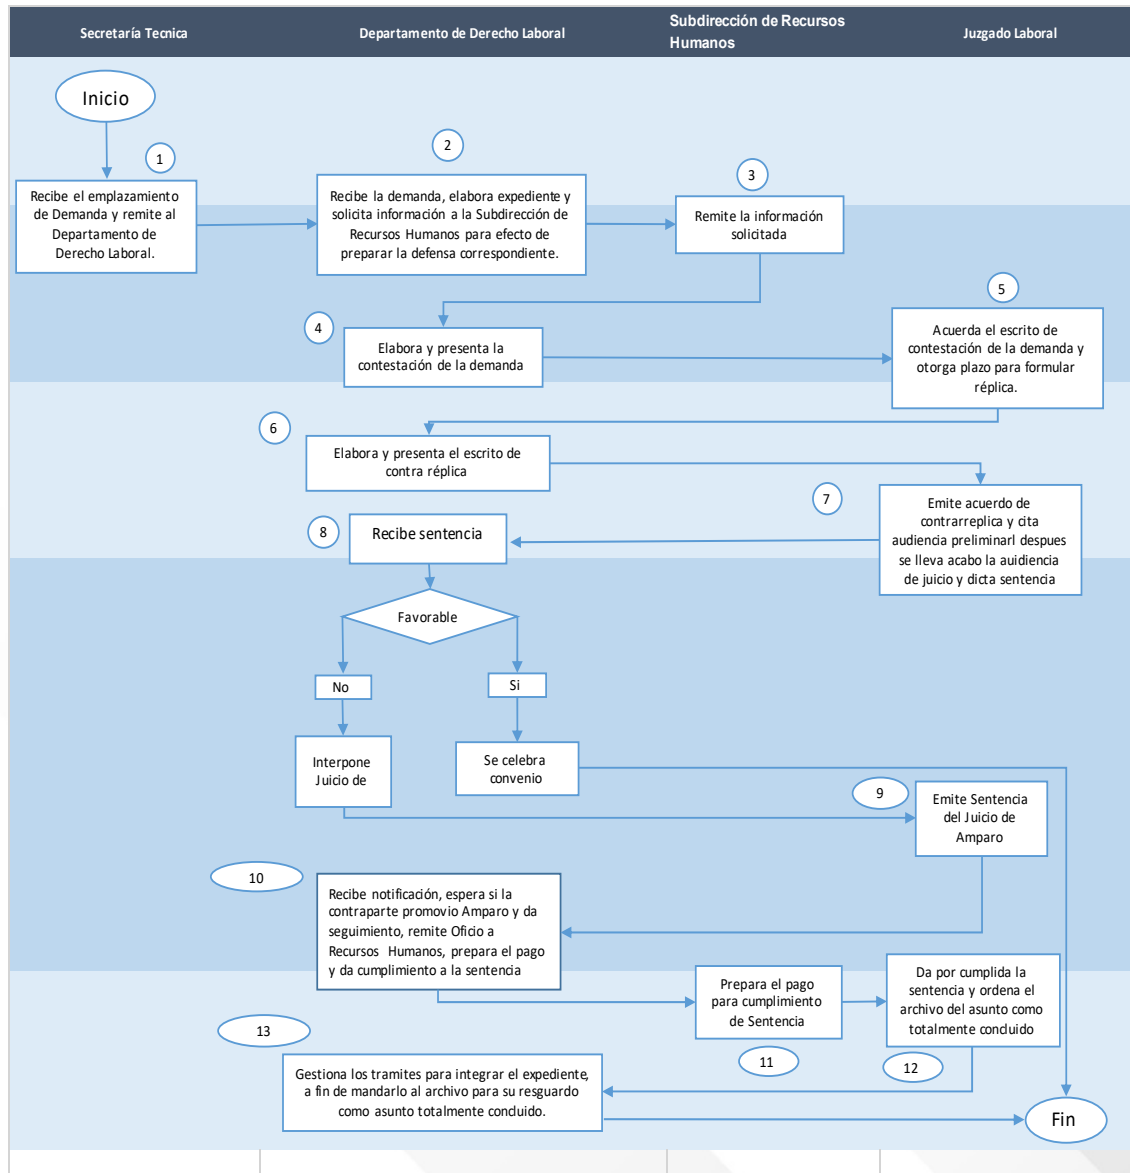 Secretaría Tecnica
Departamento de Derecho Laboral
Subdirección de Recursos
Humanos
Juzgado Laboral
Inicio
1
Recibe el emplazamiento
de Demanda y remite al
Departamento de
Derecho Laboral.
2
Recibe la demanda, elabora expediente y
solicita información a la Subdirección de
Recursos Humanos para efecto de
preparar la defensa correspondiente.
3
Remite la información
solicitada
4
Elabora y presenta la
contestación de la demanda
5
Acuerda el escrito de
contestación de la demanda y
otorga plazo para formular
réplica.
6
Elabora y presenta el escrito de
contra réplica
7
Emite acuerdo de
contrarreplica y cita
audiencia preliminarl despues
se lleva acabo la auidiencia
de juicio y dicta sentencia
8
Recibe sentencia
Favorable
No
Si
Interpone
Juicio de
Se celebra
convenio
9
Emite Sentencia
del Juicio de
Amparo
10
Recibe notificación, espera si la
contraparte promovio Amparo y da
seguimiento, remite Oficio a
Recursos Humanos, prepara el pago
y da cumplimiento a la sentencia
Prepara el pago
para cumplimiento
de Sentencia
11
Da por cumplida la
sentencia y ordena el
archivo del asunto como
totalmente concluido
12
13
Gestiona los tramites para integrar el expediente,
a fin de mandarlo al archivo para su resguardo
como asunto totalmente concluido.
Fin